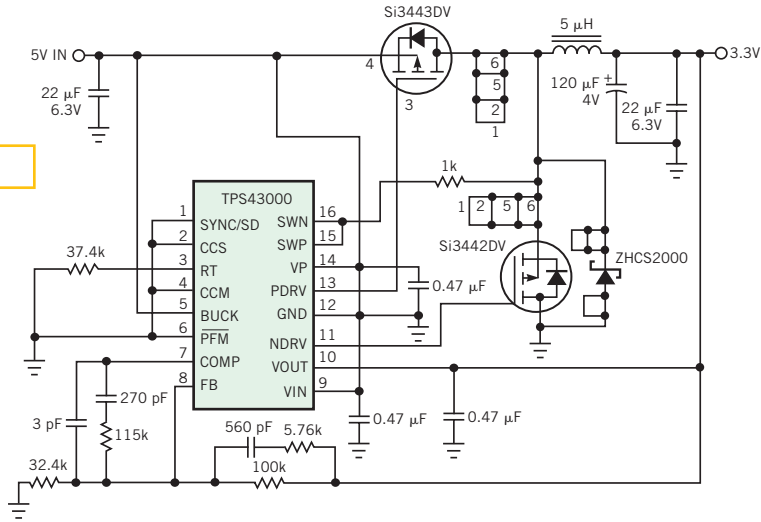 Si3443DV
5V IN
4
3
6
5
2
1
5 μH
3.3V
22 μF
6.3V
120 μF
4V
+
22 μF
6.3V
1k
1
2
5
6
Si3442DV
ZHCS2000
TPS43000
1
SYNC/SD
2
CCS
3
RT
4
CCM
5
BUCK
6
PFM
7
COMP
8
FB
16
SWN
15
SWP
14
VP
13
PDRV
12
GND
11
NDRV
10
VOUT
9
VIN
37.4k
0.47 μF
270 pF
3 pF
115k
32.4k
560 pF
5.76k
100k
0.47 μF
0.47 μF